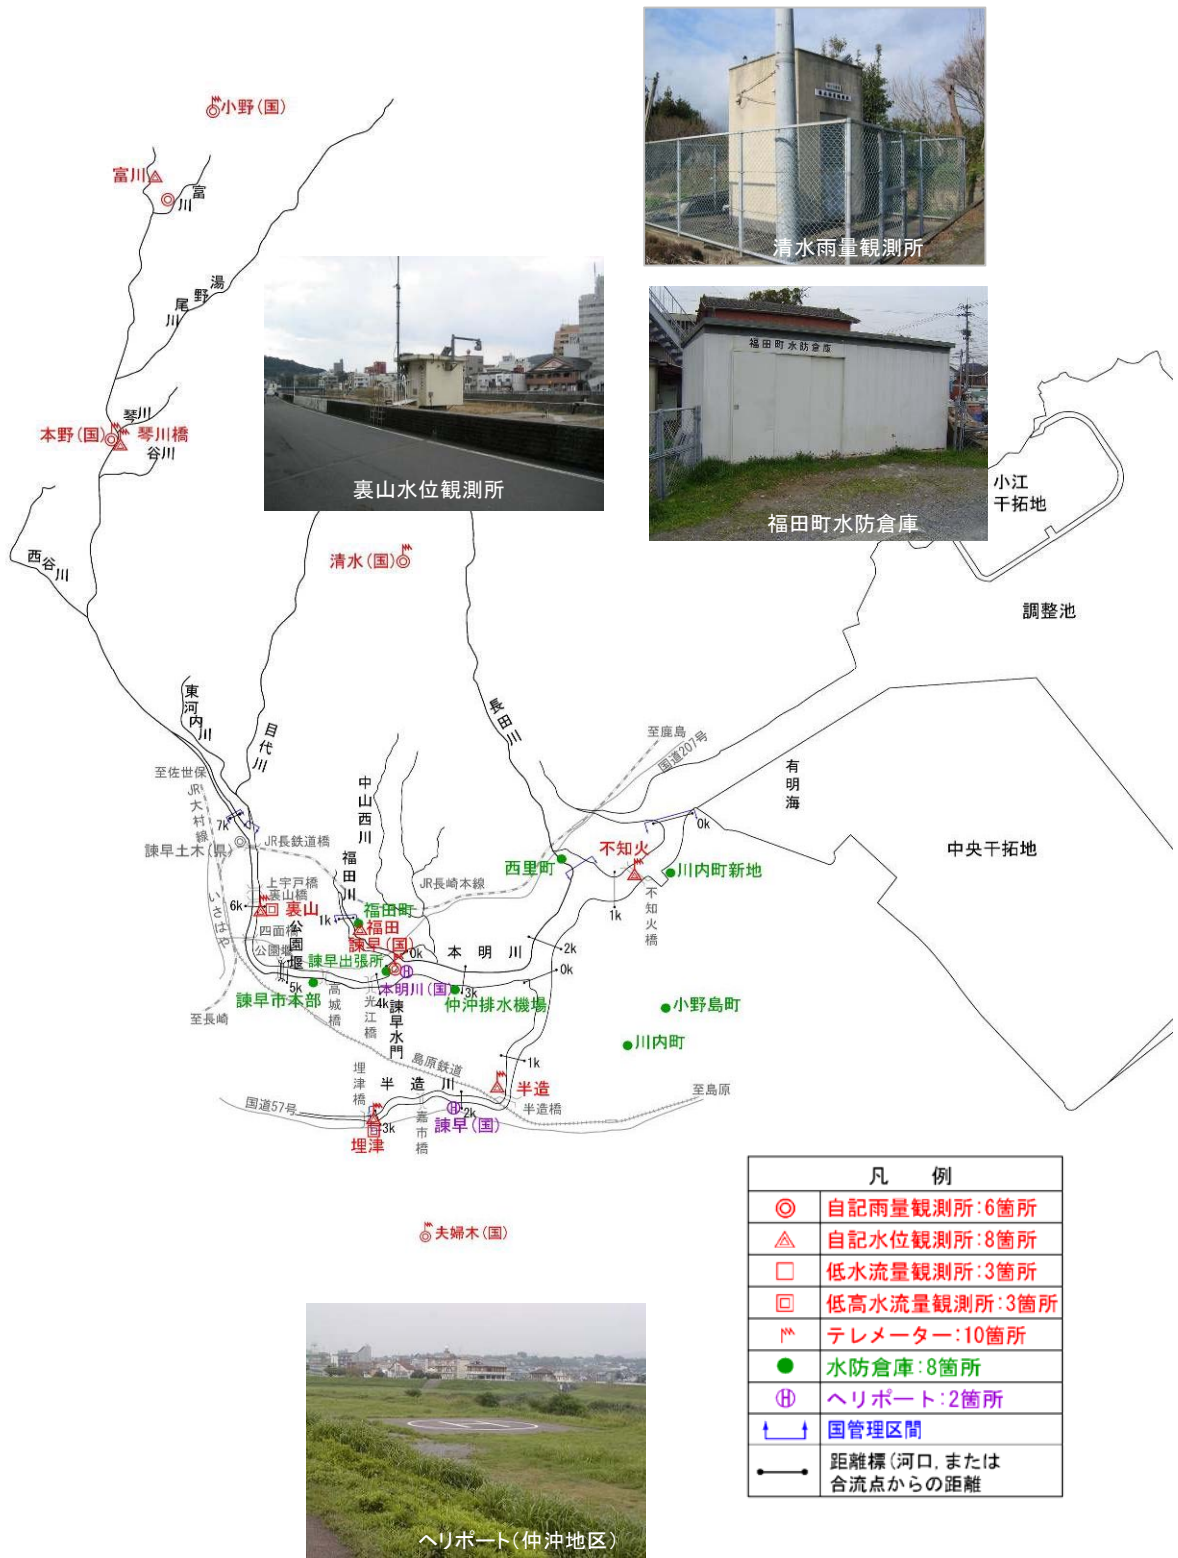 小野(国)
富川
富川
湯野尾川
清水雨量観測所
福田町水防倉庫
福田町水防倉庫
裏山水位観測所
琴川
本野(国)
琴川橋
谷川
西谷川
清水(国)
小江
干拓地
調整池
長田川
東河内川
目代川
至佐世保
JR大村線
至鹿島
国道207号
有明海
中山西川
7k
0k
諫早土木(県)
JR長鉄道橋
福田川
JR長崎本線
西里町
不知火
川内町新地
中央干拓地
上宇戸橋
裏山橋
いさはや
6k
裏山
1k
福田町
福田
不知火橋
1k
四面橋
公園堰
公園堰
諫早(国)
0k
本明川
2k
諫早出張所
0k
5k
本明川(国)
4k
3k
諫早市本部
高城橋
光江橋
諫早水門
仲沖排水機場
小野島町
至長崎
川内町
島原鉄道
1k
埋津橋
半造川
半造
至島原
国道57号
2k
半造橋
3k
嘉市橋
諫早(国)
埋津
夫婦木(国)
凡 例
自記雨量観測所:6箇所
自記水位観測所:8箇所
低水流量観測所:3箇所
低高水流量観測所:3箇所
テレメーター:10箇所
水防倉庫:8箇所
ヘリポート:2箇所
国管理区間
距離標(河口,または
合流点からの距離
ヘリポート(仲沖地区)